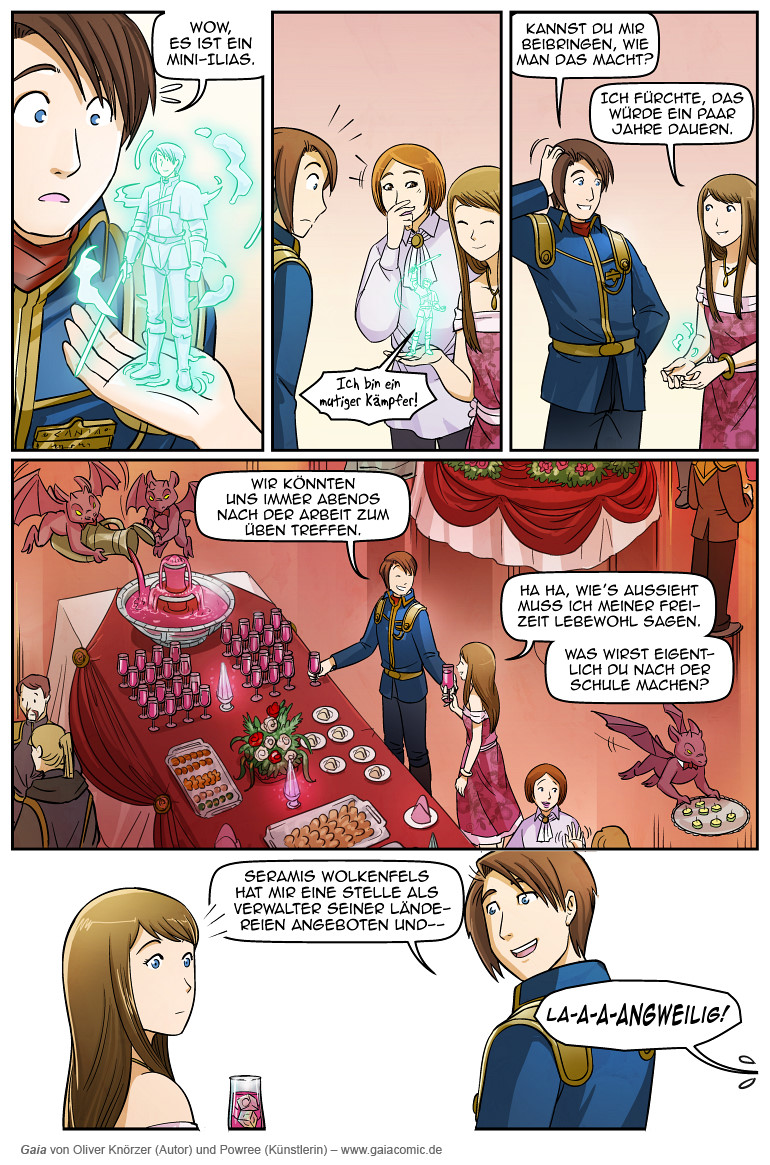 WOW,
ES IST EIN
MINI-ILIAS.
Ich bin ein
mutiger Kämpfer!
KANNST DU MIR
BEIBRINGEN, WIE
MAN DAS MACHT?
ICH FÜRCHTE, DAS
WÜRDE EIN PAAR
JAHRE DAUERN.
WIR KÖNNTEN
UNS IMMER ABENDS
NACH DER ARBEIT ZUM
ÜBEN TREFFEN.
HA HA, WIE'S AUSSIEHT
MUSS ICH MEINER FREI-
ZEIT LEBEWOHL SAGEN.
WAS WIRST EIGENT-
LICH DU NACH DER
SCHULE MACHEN?
SERAMIS WOLKENFELS
HAT MIR EINE STELLE ALS
VERWALTER SEINER LÄNDE-
REIEN ANGEBOTEN UND--
LA-A-A-ANGWEILIG!
Gaia von Oliver Knörzer (Autor) und Powree (Künstlerin) – www.gaiacomic.de